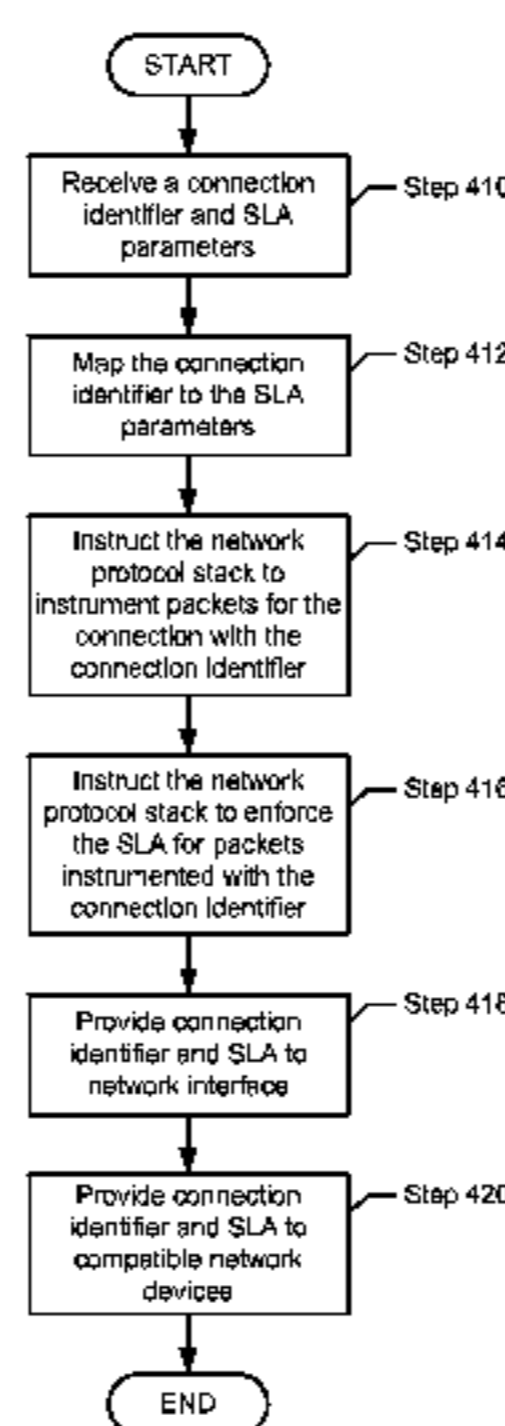 START
Receive a connection
identifier and SLA
parameters
Step 410
Map the connection
identifier to the SLA
parameters
Step 412
Instruct the network
protocol stack to
instrument packets for the
connection with the
connection identifier
Step 414
Instruct the network
protocol stack to enforce
the SLA for packets
instrumented with the
connection identifier
Step 416
Provide connection
identifier and SLA to
network interface
Step 418
Provide connection
identifier and SLA to
compatible network
devices
Step 420
END